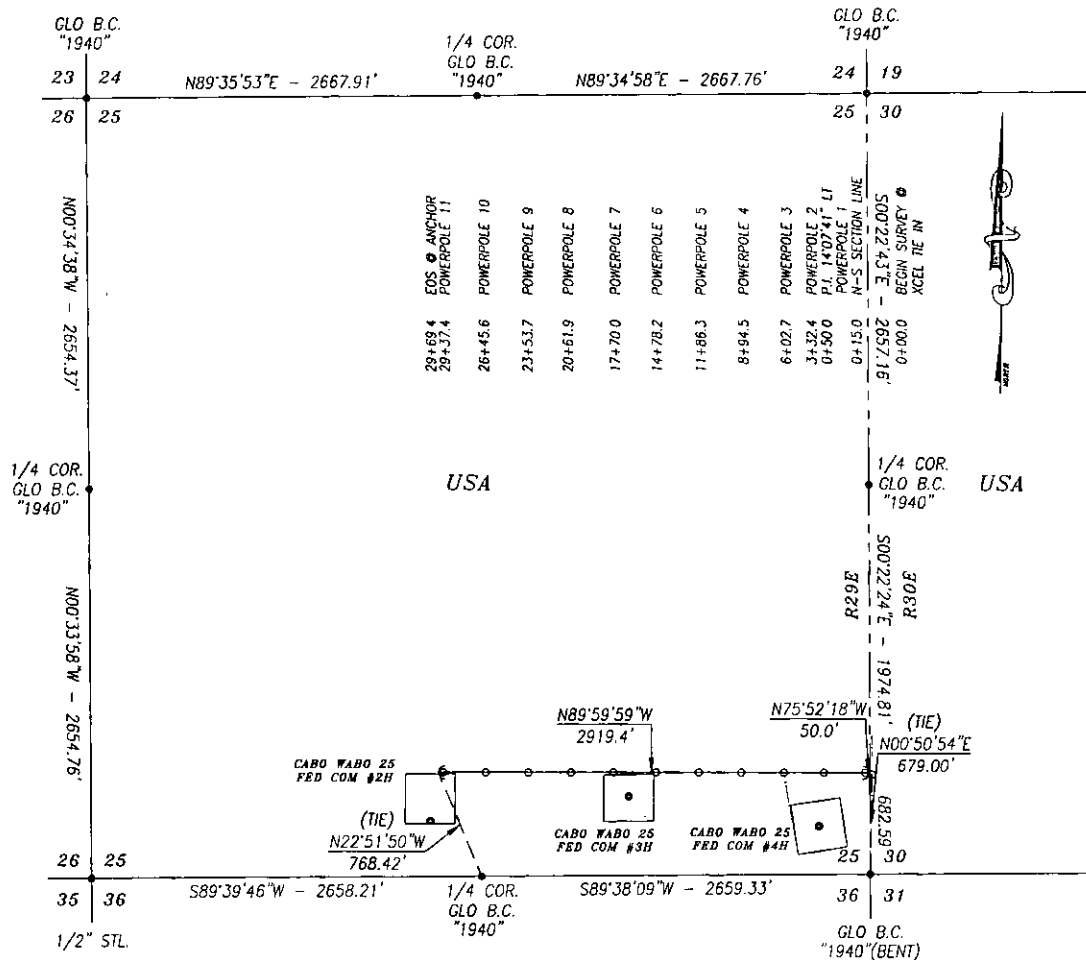 GLO B.C.
"1940"
1/4 COR.
GLO B.C.
"1940"
GLO B.C.
"1940"
23 24
N89°35'53"E - 2667.91'
N89°34'58"E - 2667.76'
24 19
26 25
25 30
N00°34'38"W - 2654.37'
29+69.4 EOS @ ANCHOR
29+37.4 POWERPOLE 11
26+45.6 POWERPOLE 10
23+53.7 POWERPOLE 9
20+61.9 POWERPOLE 8
17+70.0 POWERPOLE 7
14+78.2 POWERPOLE 6
11+86.3 POWERPOLE 5
8+94.5 POWERPOLE 4
6+02.7 POWERPOLE 3
3+32.4 POWERPOLE 2
0+50.0 P.I. 14°07'41" LT
POWERPOLE 1
0+15.0 N-S SECTION LINE
S00°22'43"E - 2657.16'
0+00.0 BEGIN SURVEY @
XCEL TIE IN
NORTH
1/4 COR.
GLO B.C.
"1940"
USA
1/4 COR.
GLO B.C.
"1940"
USA
N00°33'58"W - 2654.76'
R29E
S00°22'24"E - 1974.81'
R30E
N89°59'59"W
2919.4'
N75°52'18"W
50.0'
(TIE)
N00°50'54"E
679.00'
682.59
CABO WABO 25
FED COM #2H
(TIE)
N22°51'50"W
768.42'
CABO WABO 25
FED COM #3H
CABO WABO 25
FED COM #4H
26 25
25 30
35 36
S89°39'46"W - 2658.21'
1/4 COR.
GLO B.C.
"1940"
S89°38'09"W - 2659.33'
36 31
1/2" STL.
GLO B.C.
"1940"(BENT)